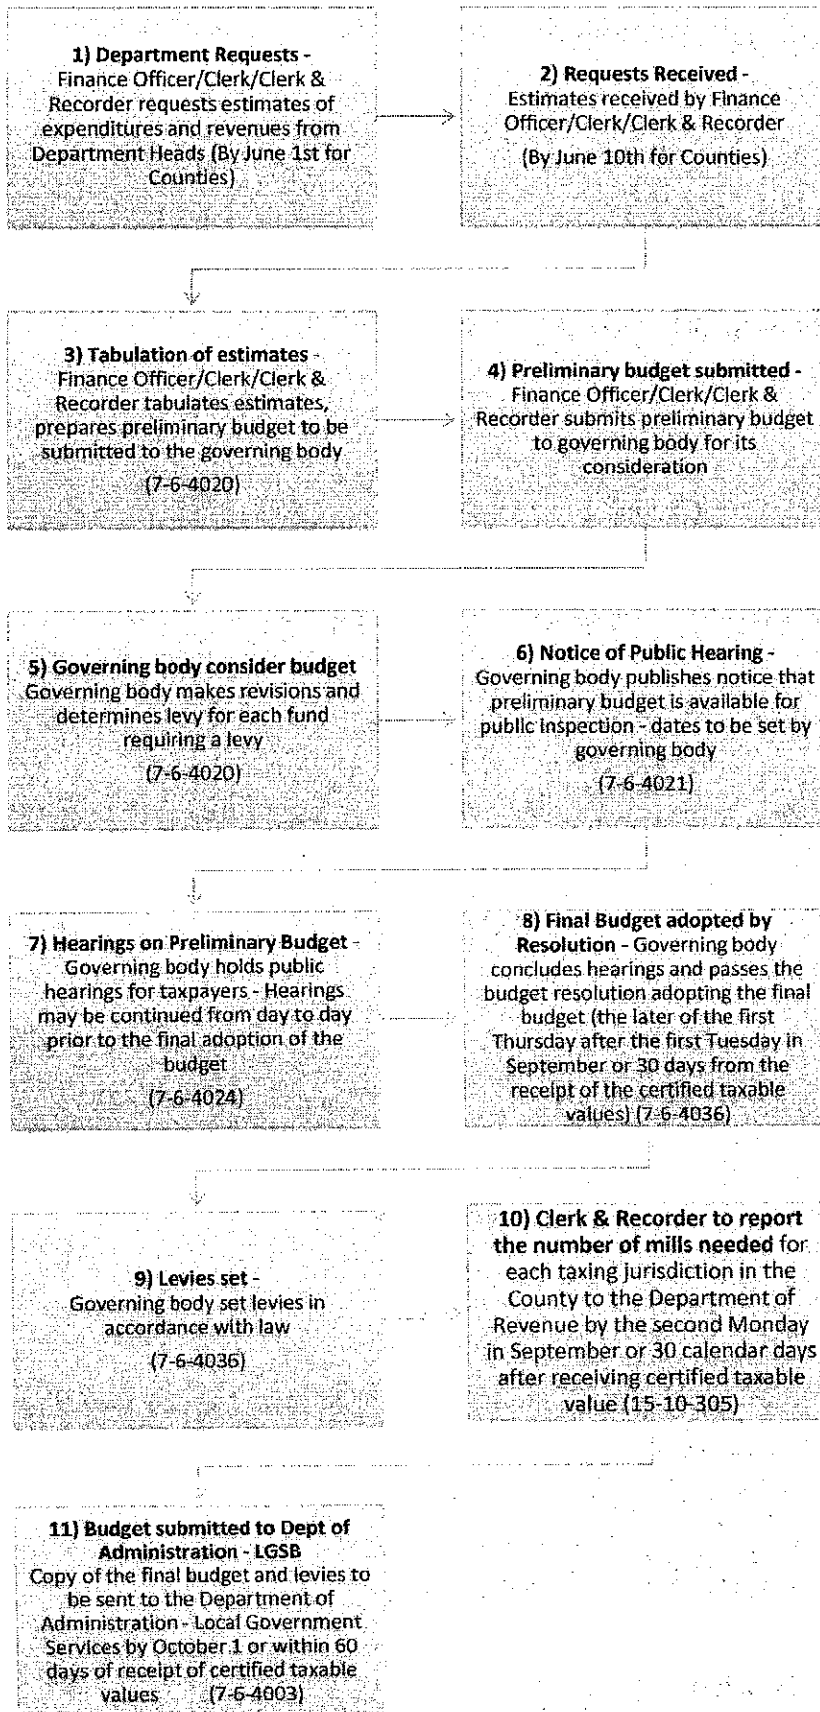 1) Department Requests -
Finance Officer/Clerk/Clerk &
Recorder requests estimates of
expenditures and revenues from
Department Heads (By June 1st for
Counties)
2) Requests Received -
Estimates received by Finance
Officer/Clerk/Clerk & Recorder
(By June 10th for Counties)
3) Tabulation of estimates -
Finance Officer/Clerk/Clerk &
Recorder tabulates estimates,
prepares preliminary budget to be
submitted to the governing body
(7-6-4020)
4) Preliminary budget submitted -
Finance Officer/Clerk/Clerk &
Recorder submits preliminary budget
to governing body for its
consideration
5) Governing body consider budget
Governing body makes revisions and
determines levy for each fund
requiring a levy
(7-6-4020)
6) Notice of Public Hearing -
Governing body publishes notice that
preliminary budget is available for
public inspection - dates to be set by
governing body
(7-6-4021)
7) Hearings on Preliminary Budget -
Governing body holds public
hearings for taxpayers - Hearings
may be continued from day to day
prior to the final adoption of the
budget
(7-6-4024)
8) Final Budget adopted by
Resolution - Governing body
concludes hearings and passes the
budget resolution adopting the final
budget (the later of the first
Thursday after the first Tuesday in
September or 30 days from the
receipt of the certified taxable
values) (7-6-4036)
9) Levies set -
Governing body set levies in
accordance with law
(7-6-4036)
10) Clerk & Recorder to report
the number of mills needed for
each taxing jurisdiction in the
County to the Department of
Revenue by the second Monday
in September or 30 calendar days
after receiving certified taxable
value (15-10-305)
11) Budget submitted to Dept of
Administration - LGSB
Copy of the final budget and levies to
be sent to the Department of
Administration - Local Government
Services by October 1 or within 60
days of receipt of certified taxable
values (7-6-4003)